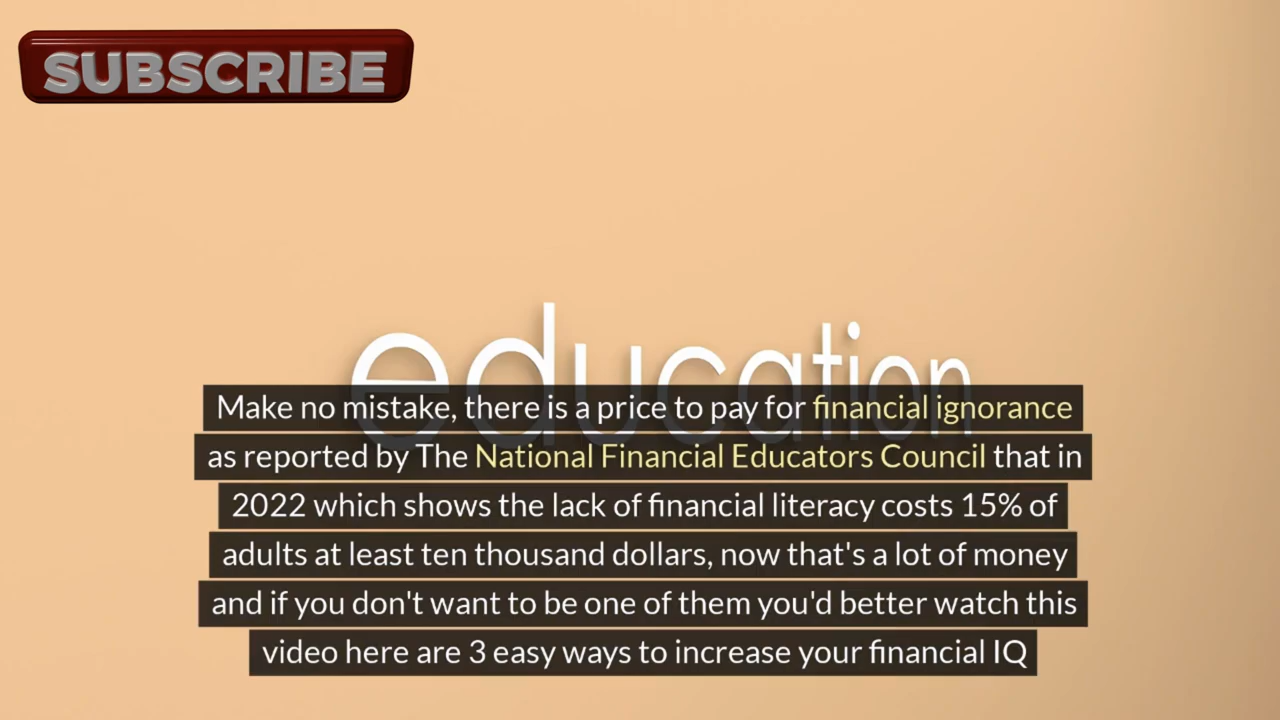 SUBSCRIBE
education
Make no mistake, there is a price to pay for financial ignorance
as reported by The National Financial Educators Council that in
2022 which shows the lack of financial literacy costs 15% of
adults at least ten thousand dollars, now that's a lot of money
and if you don't want to be one of them you'd better watch this
video here are 3 easy ways to increase your financial IQ